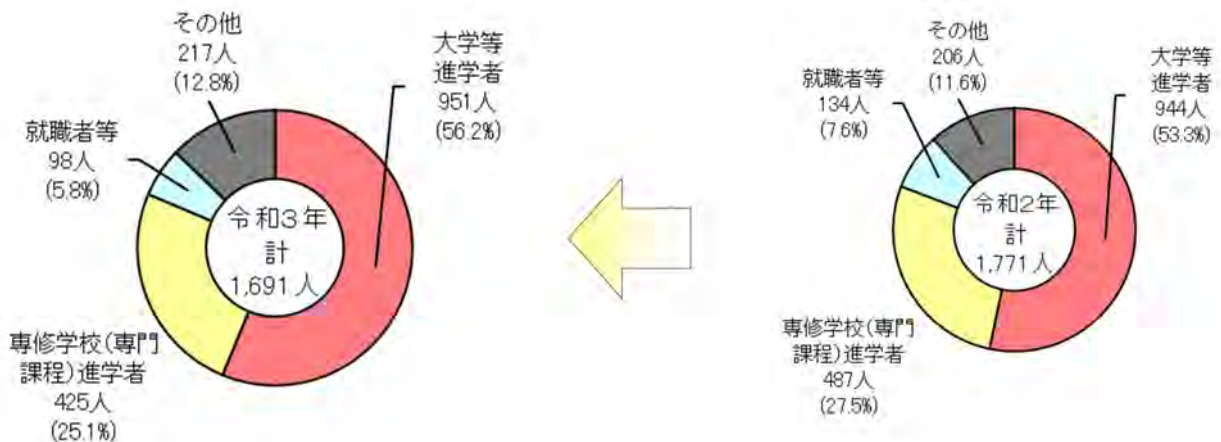 その他
217人
(12.8%)
大学等
進学者
951人
(56.2%)
就職者等
98人
(5.8%)
令和3年
計
1,691人
専修学校(専門
課程)進学者
425人
(25.1%)
その他
206人
(11.6%)
大学等
進学者
944人
(53.3%)
就職者等
134人
(7.6%)
令和2年
計
1,771人
専修学校(専門
課程)進学者
487人
(27.5%)